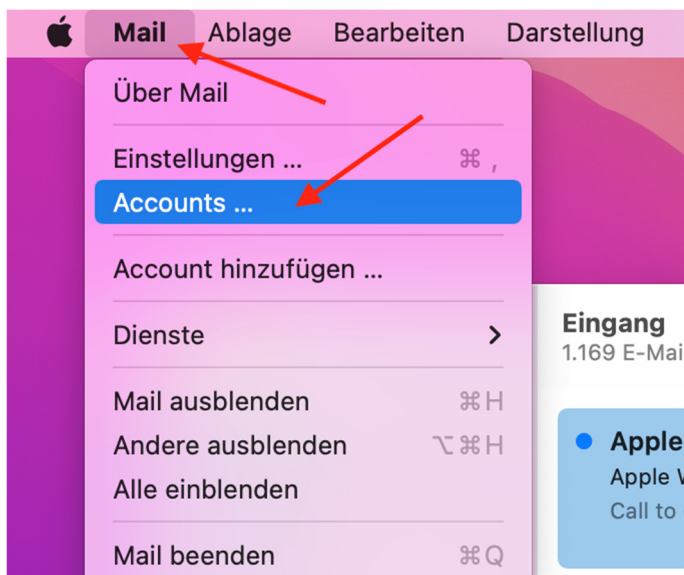 Mail Ablage Bearbeiten Darstellung
Über Mail
Einstellungen ... ⌘ ,
Accounts ...
Account hinzufügen ...
Dienste
Mail ausblenden ⌘H
Andere ausblenden ⌥⌘H
Alle einblenden
Mail beenden ⌘Q
Eingang
1.169 E-Mai
Apple
Apple W
Call to